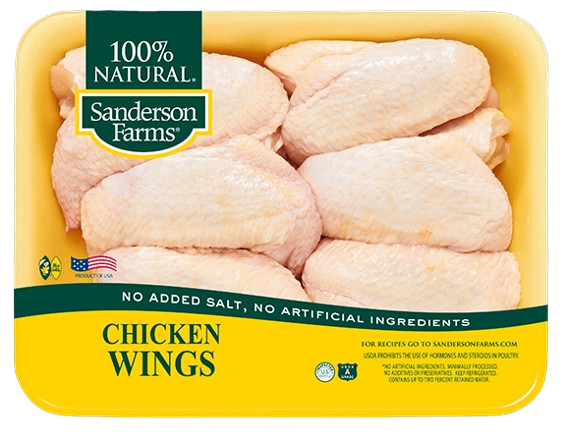 100%
NATURAL.
Sanderson
Farms®
PRODUCT OF USA
NO ADDED SALT, NO ARTIFICIAL INGREDIENTS
CHICKEN
WINGS
FOR RECIPES GO TO SANDERSONFARMS.COM
USDA PROHIBITS THE USE OF HORMONES AND STEROIDS IN POULTRY.
*NO ARTIFICIAL INGREDIENTS, MINIMALLY PROCESSED,
NO ADDITIVES OR PRESERVATIVES. KEEP REFRIGERATED.
CONTAINS UP TO TWO PERCENT RETAINED WATER.
USDA
A
GRADE